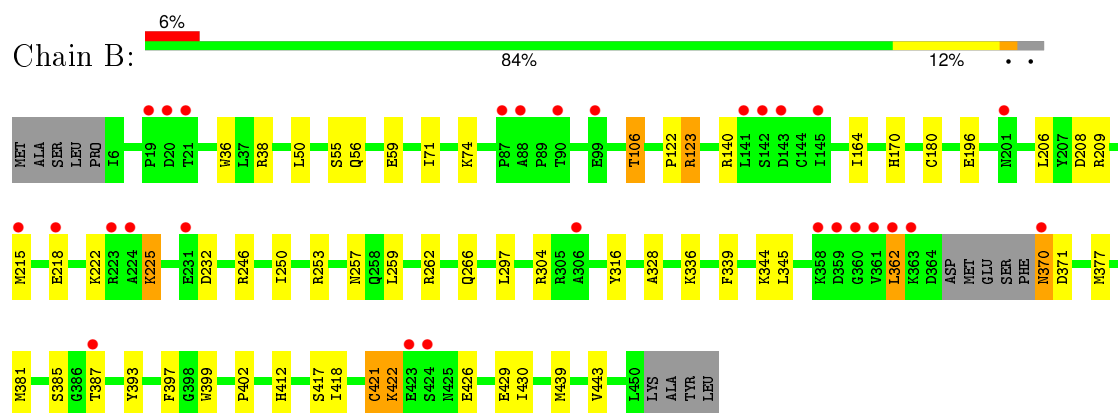 6%
Chain B:
84%
12%
MET ALA SER LEU PRO I6 P19 D20 T21 W36 L37 R38 L50 S55 Q56 E59 I71 K74 P87 A88 P89 T90 E99 T106 P122 R123 R140 L141 S142 D143 C144 I145 I164 H170 C180 E196 N201 L206 Y207 D208 R209
M215 E218 K222 R223 A224 K225 E231 D232 R246 I250 R253 N257 Q258 L259 R262 Q266 L297 R304 R305 A306 Y316 A328 K336 F339 K344 L345 K358 D359 G360 V361 L362 K363 D364 ASP MET GLU SER PHE N370 D371 M377
M381 S385 G386 T387 Y393 F397 G398 W399 P402 H412 S417 I418 C421 K422 E423 S424 N425 E426 E429 I430 M439 V443 L450 LYS ALA TYR LEU